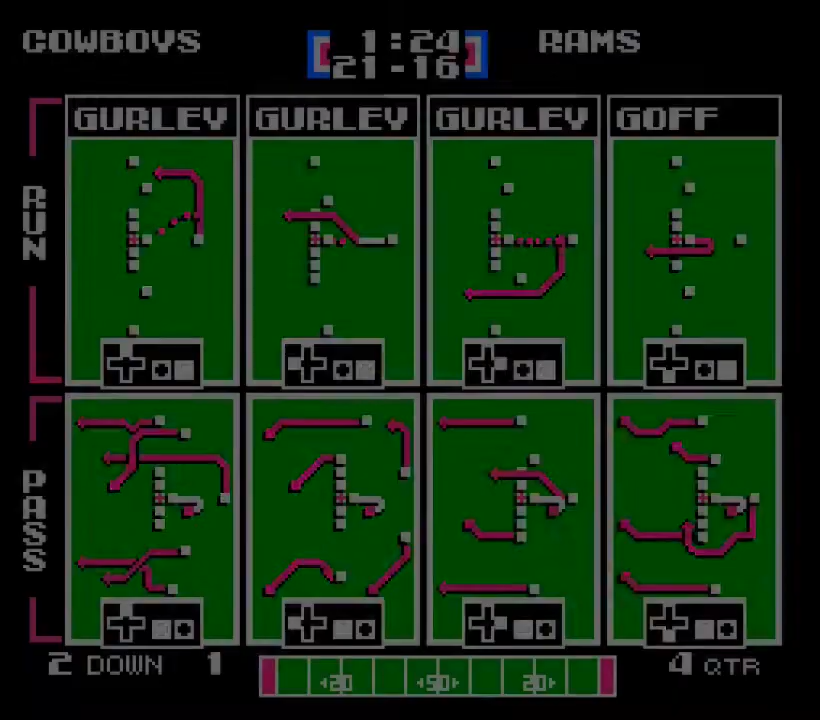 COWBOYS 1:24 RAMS
21-16
GURLEY GURLEY GURLEY GOFF
RUN
PASS
2 DOWN 1 4 QTR
20 50 20